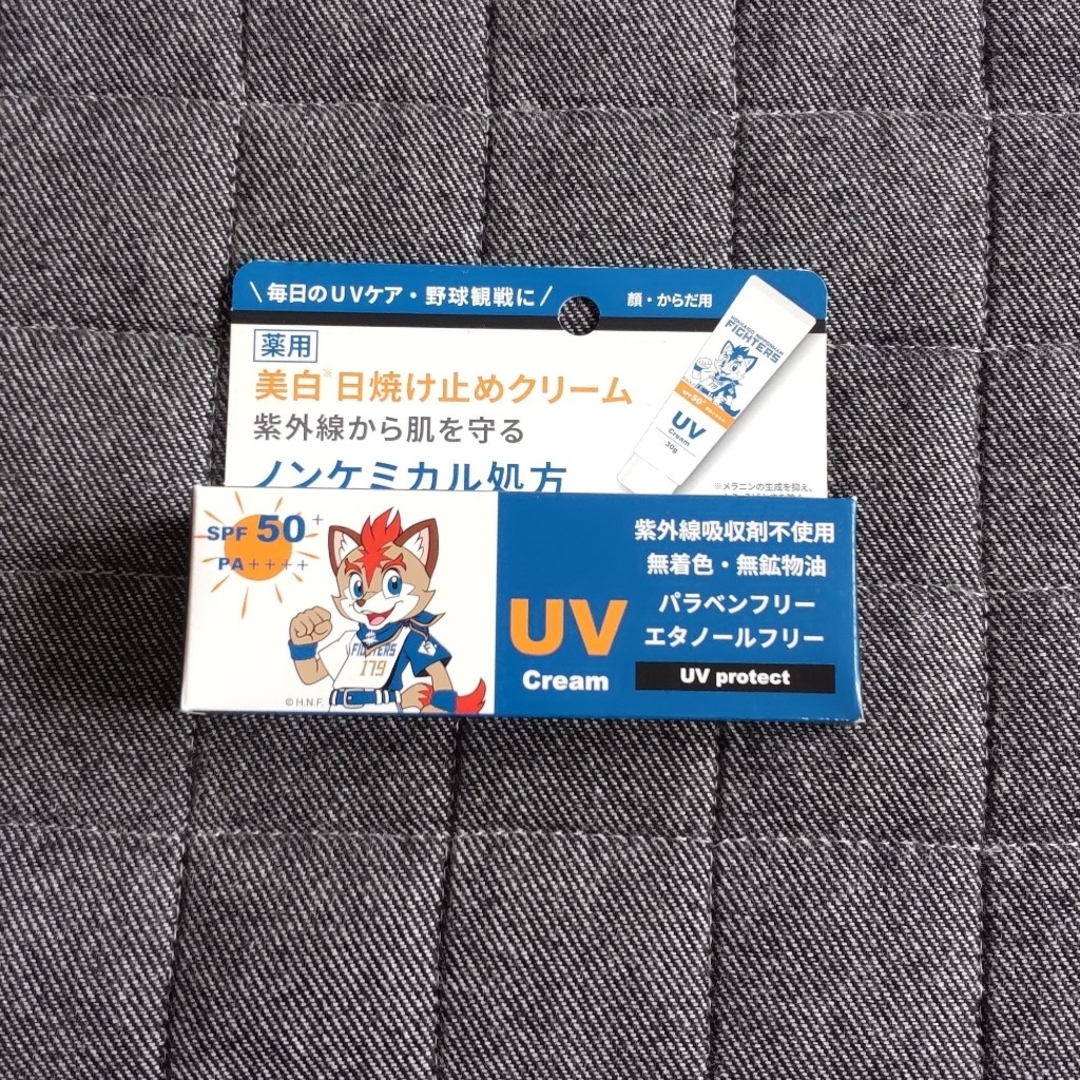 \ 毎日のUVケア・野球観戦に /
顔・からだ用
薬用
美白※日焼け止めクリーム
紫外線から肌を守る
ノンケミカル処方
HOKKAIDO NIPPON-HAM
FIGHTERS
SPF 50+ PA++++
UV
Cream
30g
※メラニンの生成を抑え、
SPF 50+
PA++++
FIGHTERS
179
© H.N.F.
UV
Cream
紫外線吸収剤不使用
無着色・無鉱物油
パラベンフリー
エタノールフリー
UV protect